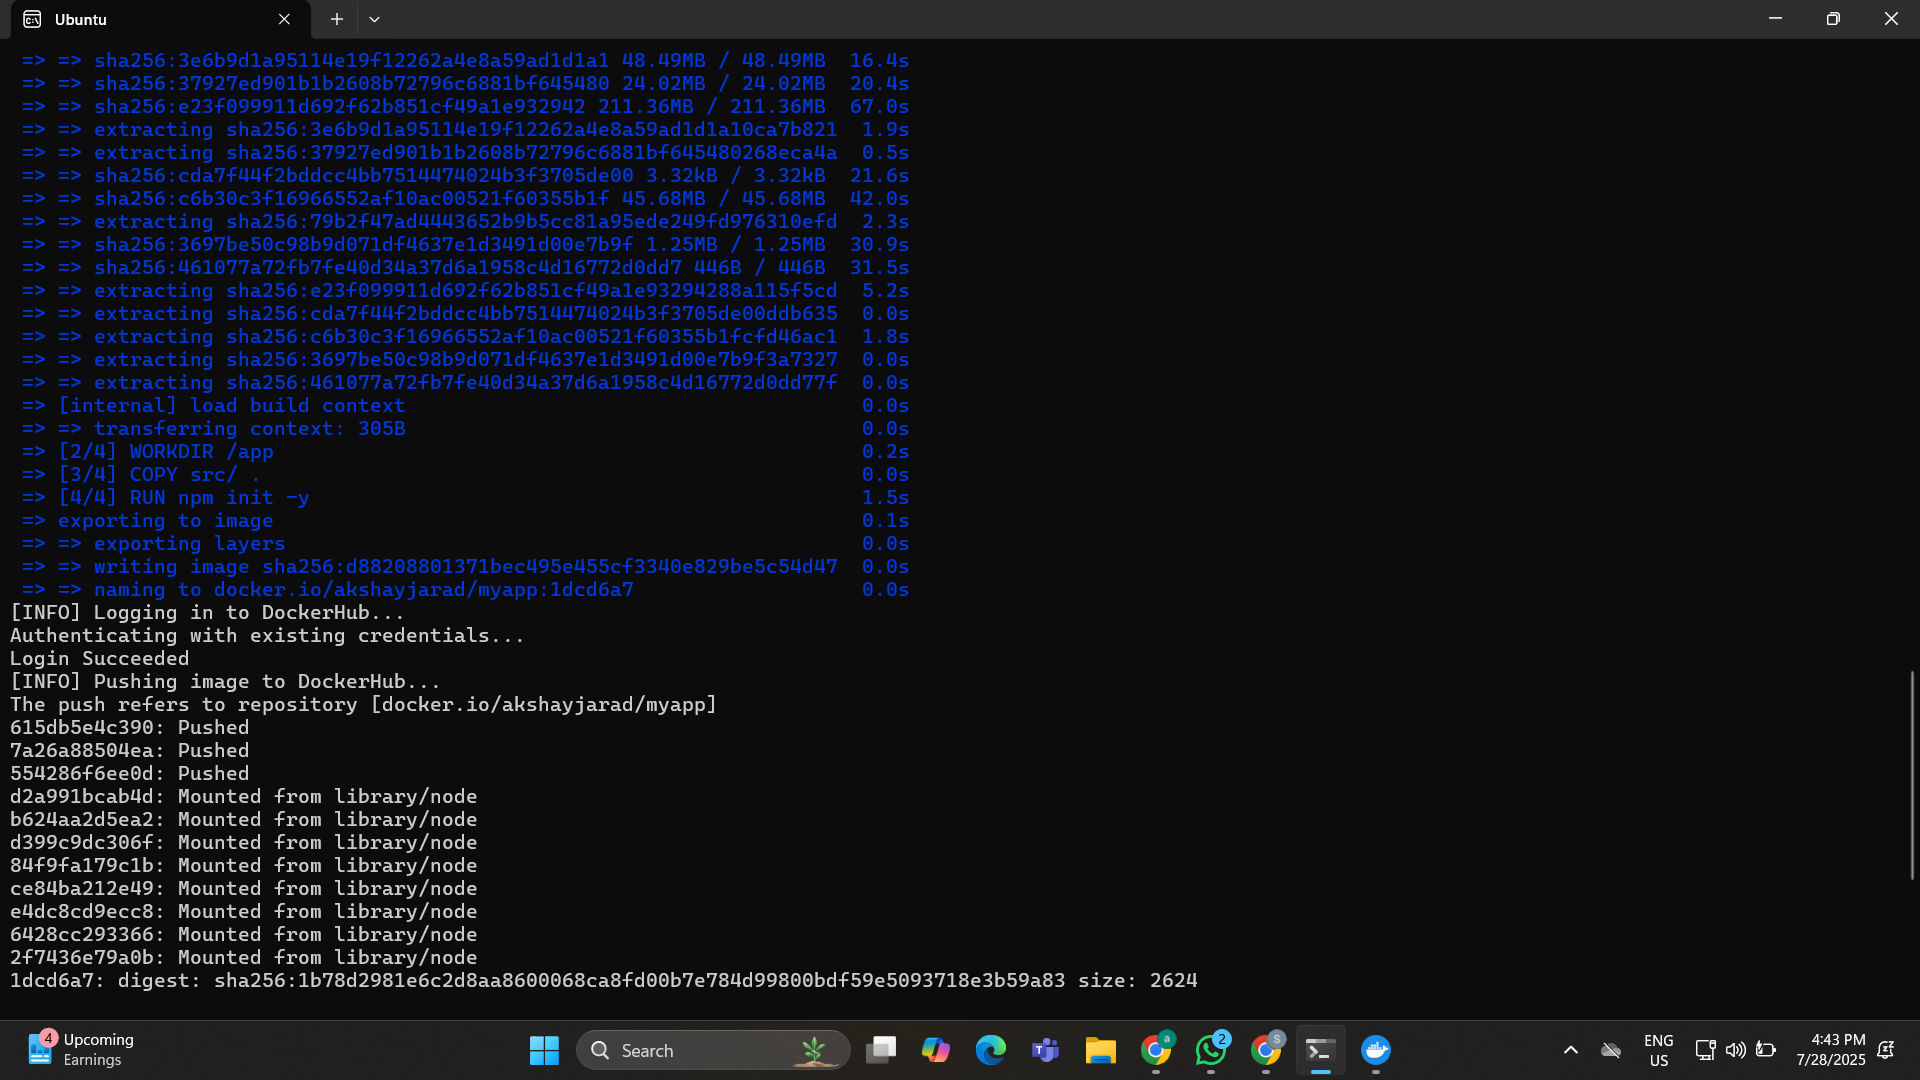 Ubuntu
=> => sha256:3e6b9d1a95114e19f12262a4e8a59ad1d1a1 48.49MB / 48.49MB 16.4s
=> => sha256:37927ed901b1b2608b72796c6881bf645480 24.02MB / 24.02MB 20.4s
=> => sha256:e23f099911d692f62b851cf49a1e932942 211.36MB / 211.36MB 67.0s
=> => extracting sha256:3e6b9d1a95114e19f12262a4e8a59ad1d1a10ca7b821 1.9s
=> => extracting sha256:37927ed901b1b2608b72796c6881bf645480268eca4a 0.5s
=> => sha256:cda7f44f2bddcc4bb7514474024b3f3705de00 3.32kB / 3.32kB 21.6s
=> => sha256:c6b30c3f16966552af10ac00521f60355b1f 45.68MB / 45.68MB 42.0s
=> => extracting sha256:79b2f47ad4443652b9b5cc81a95ede249fd976310efd 2.3s
=> => sha256:3697be50c98b9d071df4637e1d3491d00e7b9f 1.25MB / 1.25MB 30.9s
=> => sha256:461077a72fb7fe40d34a37d6a1958c4d16772d0dd7 446B / 446B 31.5s
=> => extracting sha256:e23f099911d692f62b851cf49a1e93294288a115f5cd 5.2s
=> => extracting sha256:cda7f44f2bddcc4bb7514474024b3f3705de00ddb635 0.0s
=> => extracting sha256:c6b30c3f16966552af10ac00521f60355b1fcfd46ac1 1.8s
=> => extracting sha256:3697be50c98b9d071df4637e1d3491d00e7b9f3a7327 0.0s
=> => extracting sha256:461077a72fb7fe40d34a37d6a1958c4d16772d0dd77f 0.0s
=> [internal] load build context 0.0s
=> => transferring context: 305B 0.0s
=> [2/4] WORKDIR /app 0.2s
=> [3/4] COPY src/ . 0.0s
=> [4/4] RUN npm init -y 1.5s
=> exporting to image 0.1s
=> => exporting layers 0.0s
=> => writing image sha256:d88208801371bec495e455cf3340e829be5c54d47 0.0s
=> => naming to docker.io/akshayjarad/myapp:1dcd6a7 0.0s
[INFO] Logging in to DockerHub...
Authenticating with existing credentials...
Login Succeeded
[INFO] Pushing image to DockerHub...
The push refers to repository [docker.io/akshayjarad/myapp]
615db5e4c390: Pushed
7a26a88504ea: Pushed
554286f6ee0d: Pushed
d2a991bcab4d: Mounted from library/node
b624aa2d5ea2: Mounted from library/node
d399c9dc306f: Mounted from library/node
84f9fa179c1b: Mounted from library/node
ce84ba212e49: Mounted from library/node
e4dc8cd9ecc8: Mounted from library/node
6428cc293366: Mounted from library/node
2f7436e79a0b: Mounted from library/node
1dcd6a7: digest: sha256:1b78d2981e6c2d8aa8600068ca8fd00b7e784d99800bdf59e5093718e3b59a83 size: 2624
4
Upcoming
Earnings
Search
a
2
S
ENG
US
4:43 PM
7/28/2025